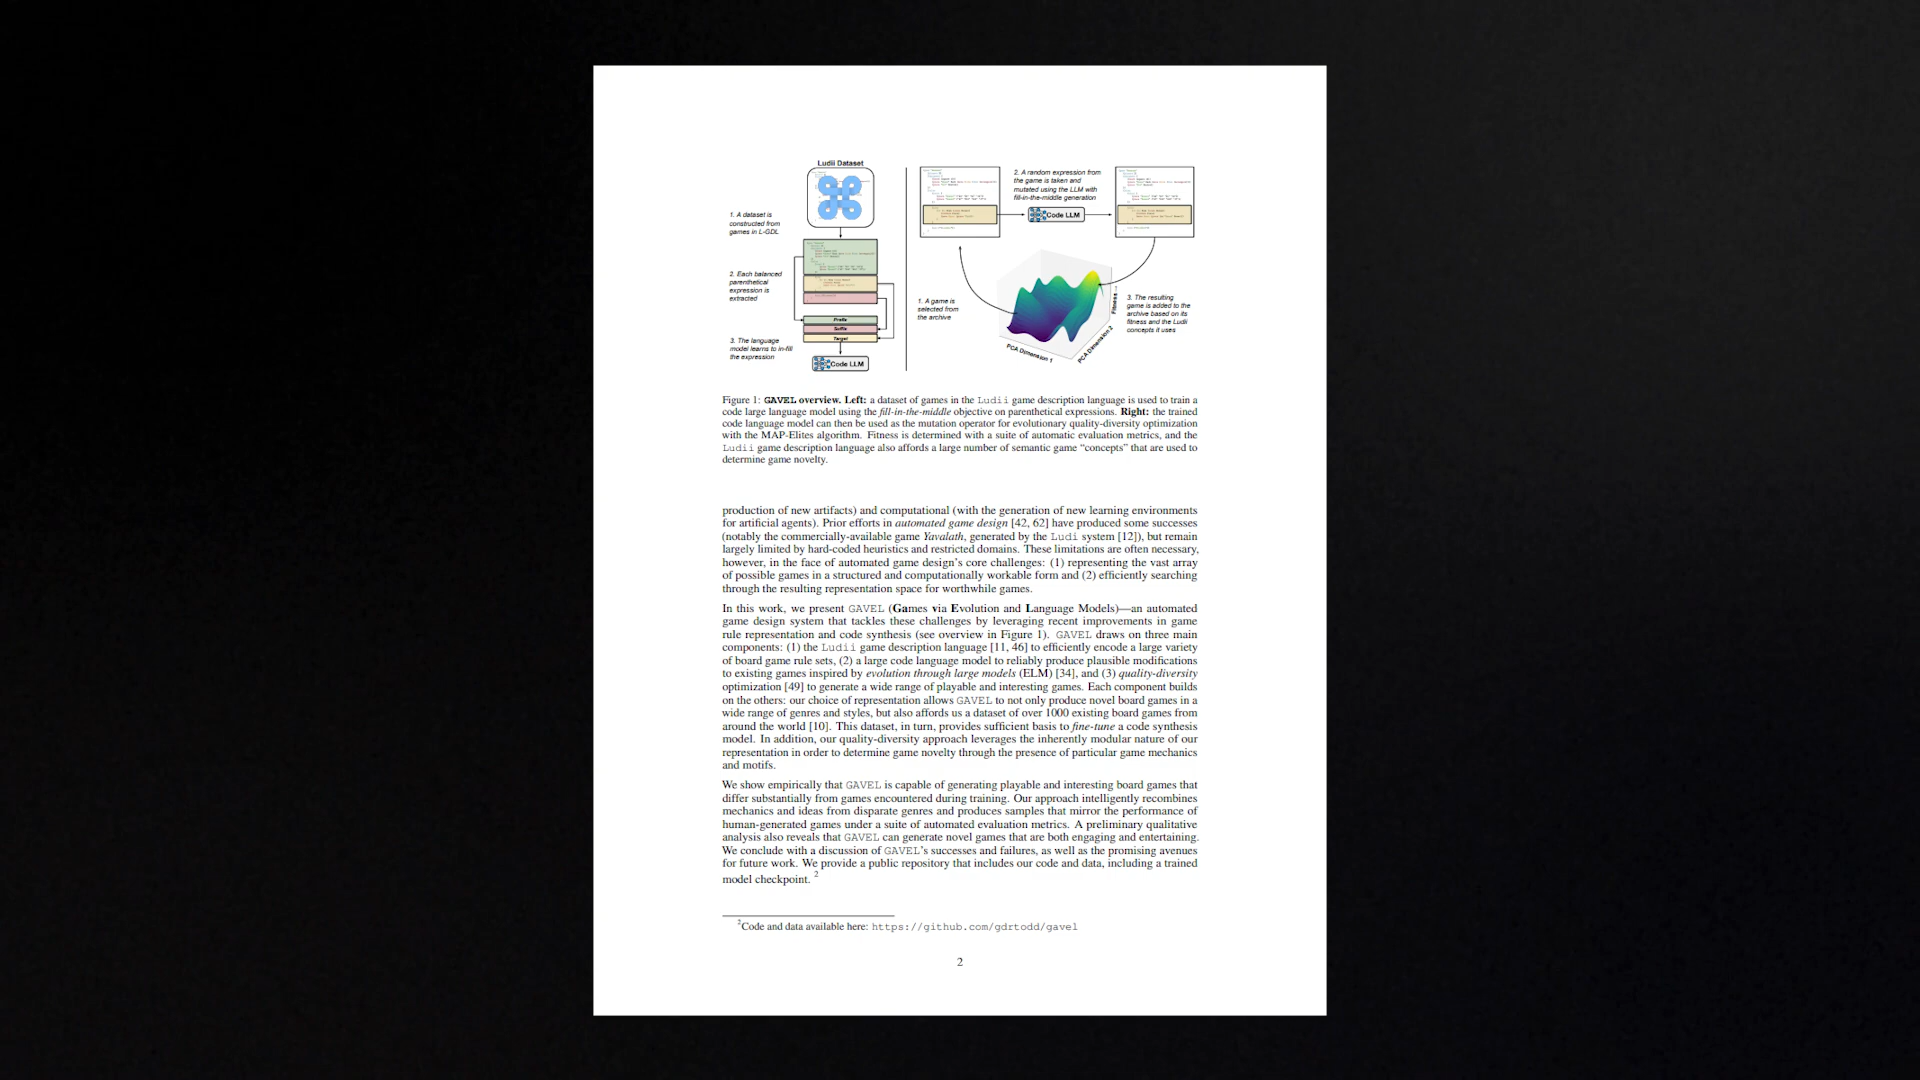 Ludii Dataset
1. A dataset is
constructed from
games in L-GDL
2. Each balanced
parenthetical
expression is
extracted
Prefix
Suffix
Target
3. The language
model learns to in-fill
the expression
Code LLM
2. A random expression from
the game is taken and
mutated using the LLM with
fill-in-the-middle generation
Code LLM
1. A game is
selected from
the archive
3. The resulting
game is added to the
archive based on its
fitness and the Ludii
concepts it uses
Fitness
PCA Dimension 1
PCA Dimension 2
Figure 1: GAVEL overview. Left: a dataset of games in the Ludii game description language is used to train a
code large language model using the fill-in-the-middle objective on parenthetical expressions. Right: the trained
code language model can then be used as the mutation operator for evolutionary quality-diversity optimization
with the MAP-Elites algorithm. Fitness is determined with a suite of automatic evaluation metrics, and the
Ludii game description language also affords a large number of semantic game “concepts” that are used to
determine game novelty.
production of new artifacts) and computational (with the generation of new learning environments
for artificial agents). Prior efforts in automated game design [42, 62] have produced some successes
(notably the commercially-available game Yavalath, generated by the Ludi system [12]), but remain
largely limited by hard-coded heuristics and restricted domains. These limitations are often necessary,
however, in the face of automated game design’s core challenges: (1) representing the vast array
of possible games in a structured and computationally workable form and (2) efficiently searching
through the resulting representation space for worthwhile games.
In this work, we present GAVEL (Games via Evolution and Language Models)—an automated
game design system that tackles these challenges by leveraging recent improvements in game
rule representation and code synthesis (see overview in Figure 1). GAVEL draws on three main
components: (1) the Ludii game description language [11, 46] to efficiently encode a large variety
of board game rule sets, (2) a large code language model to reliably produce plausible modifications
to existing games inspired by evolution through large models (ELM) [34], and (3) quality-diversity
optimization [49] to generate a wide range of playable and interesting games. Each component builds
on the others: our choice of representation allows GAVEL to not only produce novel board games in a
wide range of genres and styles, but also affords us a dataset of over 1000 existing board games from
around the world [10]. This dataset, in turn, provides sufficient basis to fine-tune a code synthesis
model. In addition, our quality-diversity approach leverages the inherently modular nature of our
representation in order to determine game novelty through the presence of particular game mechanics
and motifs.
We show empirically that GAVEL is capable of generating playable and interesting board games that
differ substantially from games encountered during training. Our approach intelligently recombines
mechanics and ideas from disparate genres and produces samples that mirror the performance of
human-generated games under a suite of automated evaluation metrics. A preliminary qualitative
analysis also reveals that GAVEL can generate novel games that are both engaging and entertaining.
We conclude with a discussion of GAVEL’s successes and failures, as well as the promising avenues
for future work. We provide a public repository that includes our code and data, including a trained
model checkpoint. 2
2Code and data available here: https://github.com/gdrtodd/gavel
2